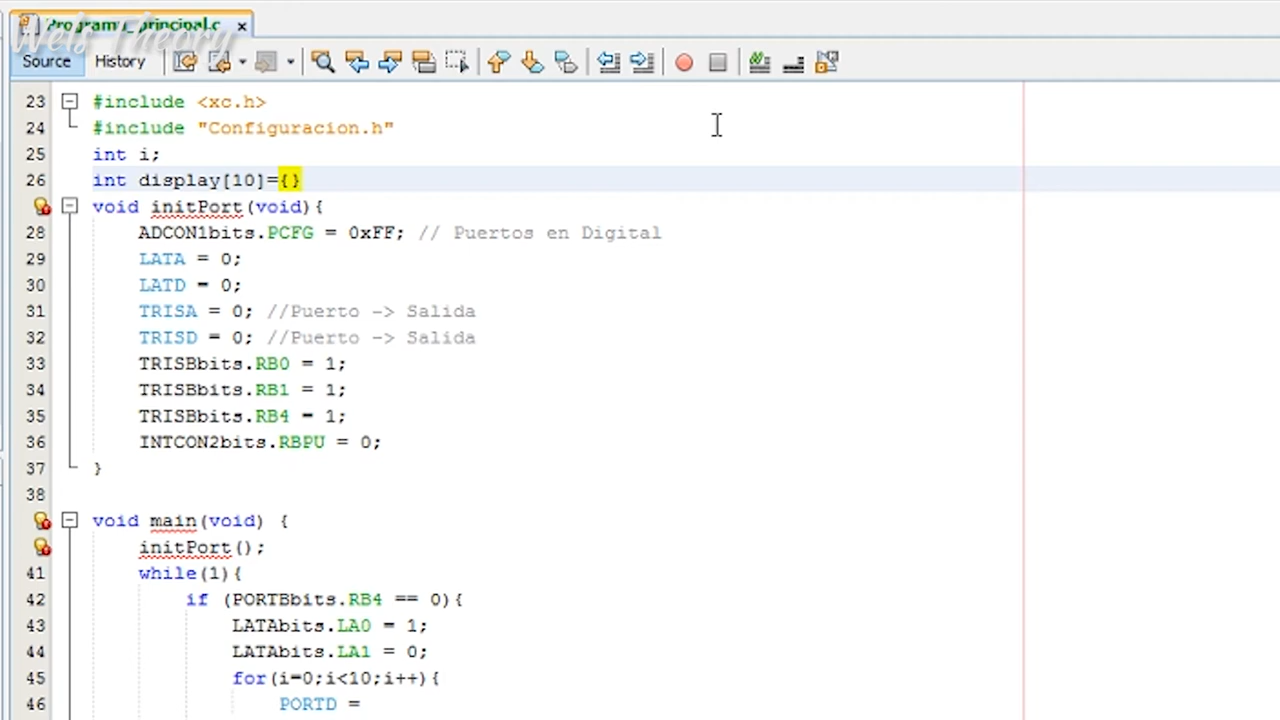 Programa_principal.c
Wels Theory
Source History
23 #include <xc.h>
24 #include "Configuracion.h"
25 int i;
26 int display[10]={}
void initPort(void){
28 ADCON1bits.PCFG = 0xFF; // Puertos en Digital
29 LATA = 0;
30 LATD = 0;
31 TRISA = 0; //Puerto -> Salida
32 TRISD = 0; //Puerto -> Salida
33 TRISBbits.RB0 = 1;
34 TRISBbits.RB1 = 1;
35 TRISBbits.RB4 = 1;
36 INTCON2bits.RBPU = 0;
37 }
38
void main(void) {
initPort();
41 while(1){
42 if (PORTBbits.RB4 == 0){
43 LATAbits.LA0 = 1;
44 LATAbits.LA1 = 0;
45 for(i=0;i<10;i++){
46 PORTD =